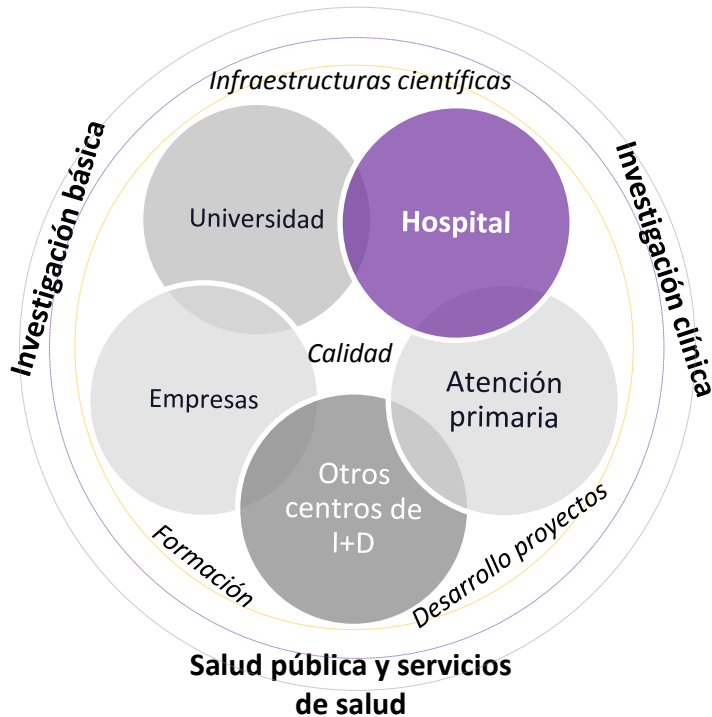 Infraestructuras científicas
Investigación básica
Investigación clínica
Universidad
Hospital
Calidad
Empresas
Atención
primaria
Otros
centros de
I+D
Formación
Desarrollo proyectos
Salud pública y servicios
de salud